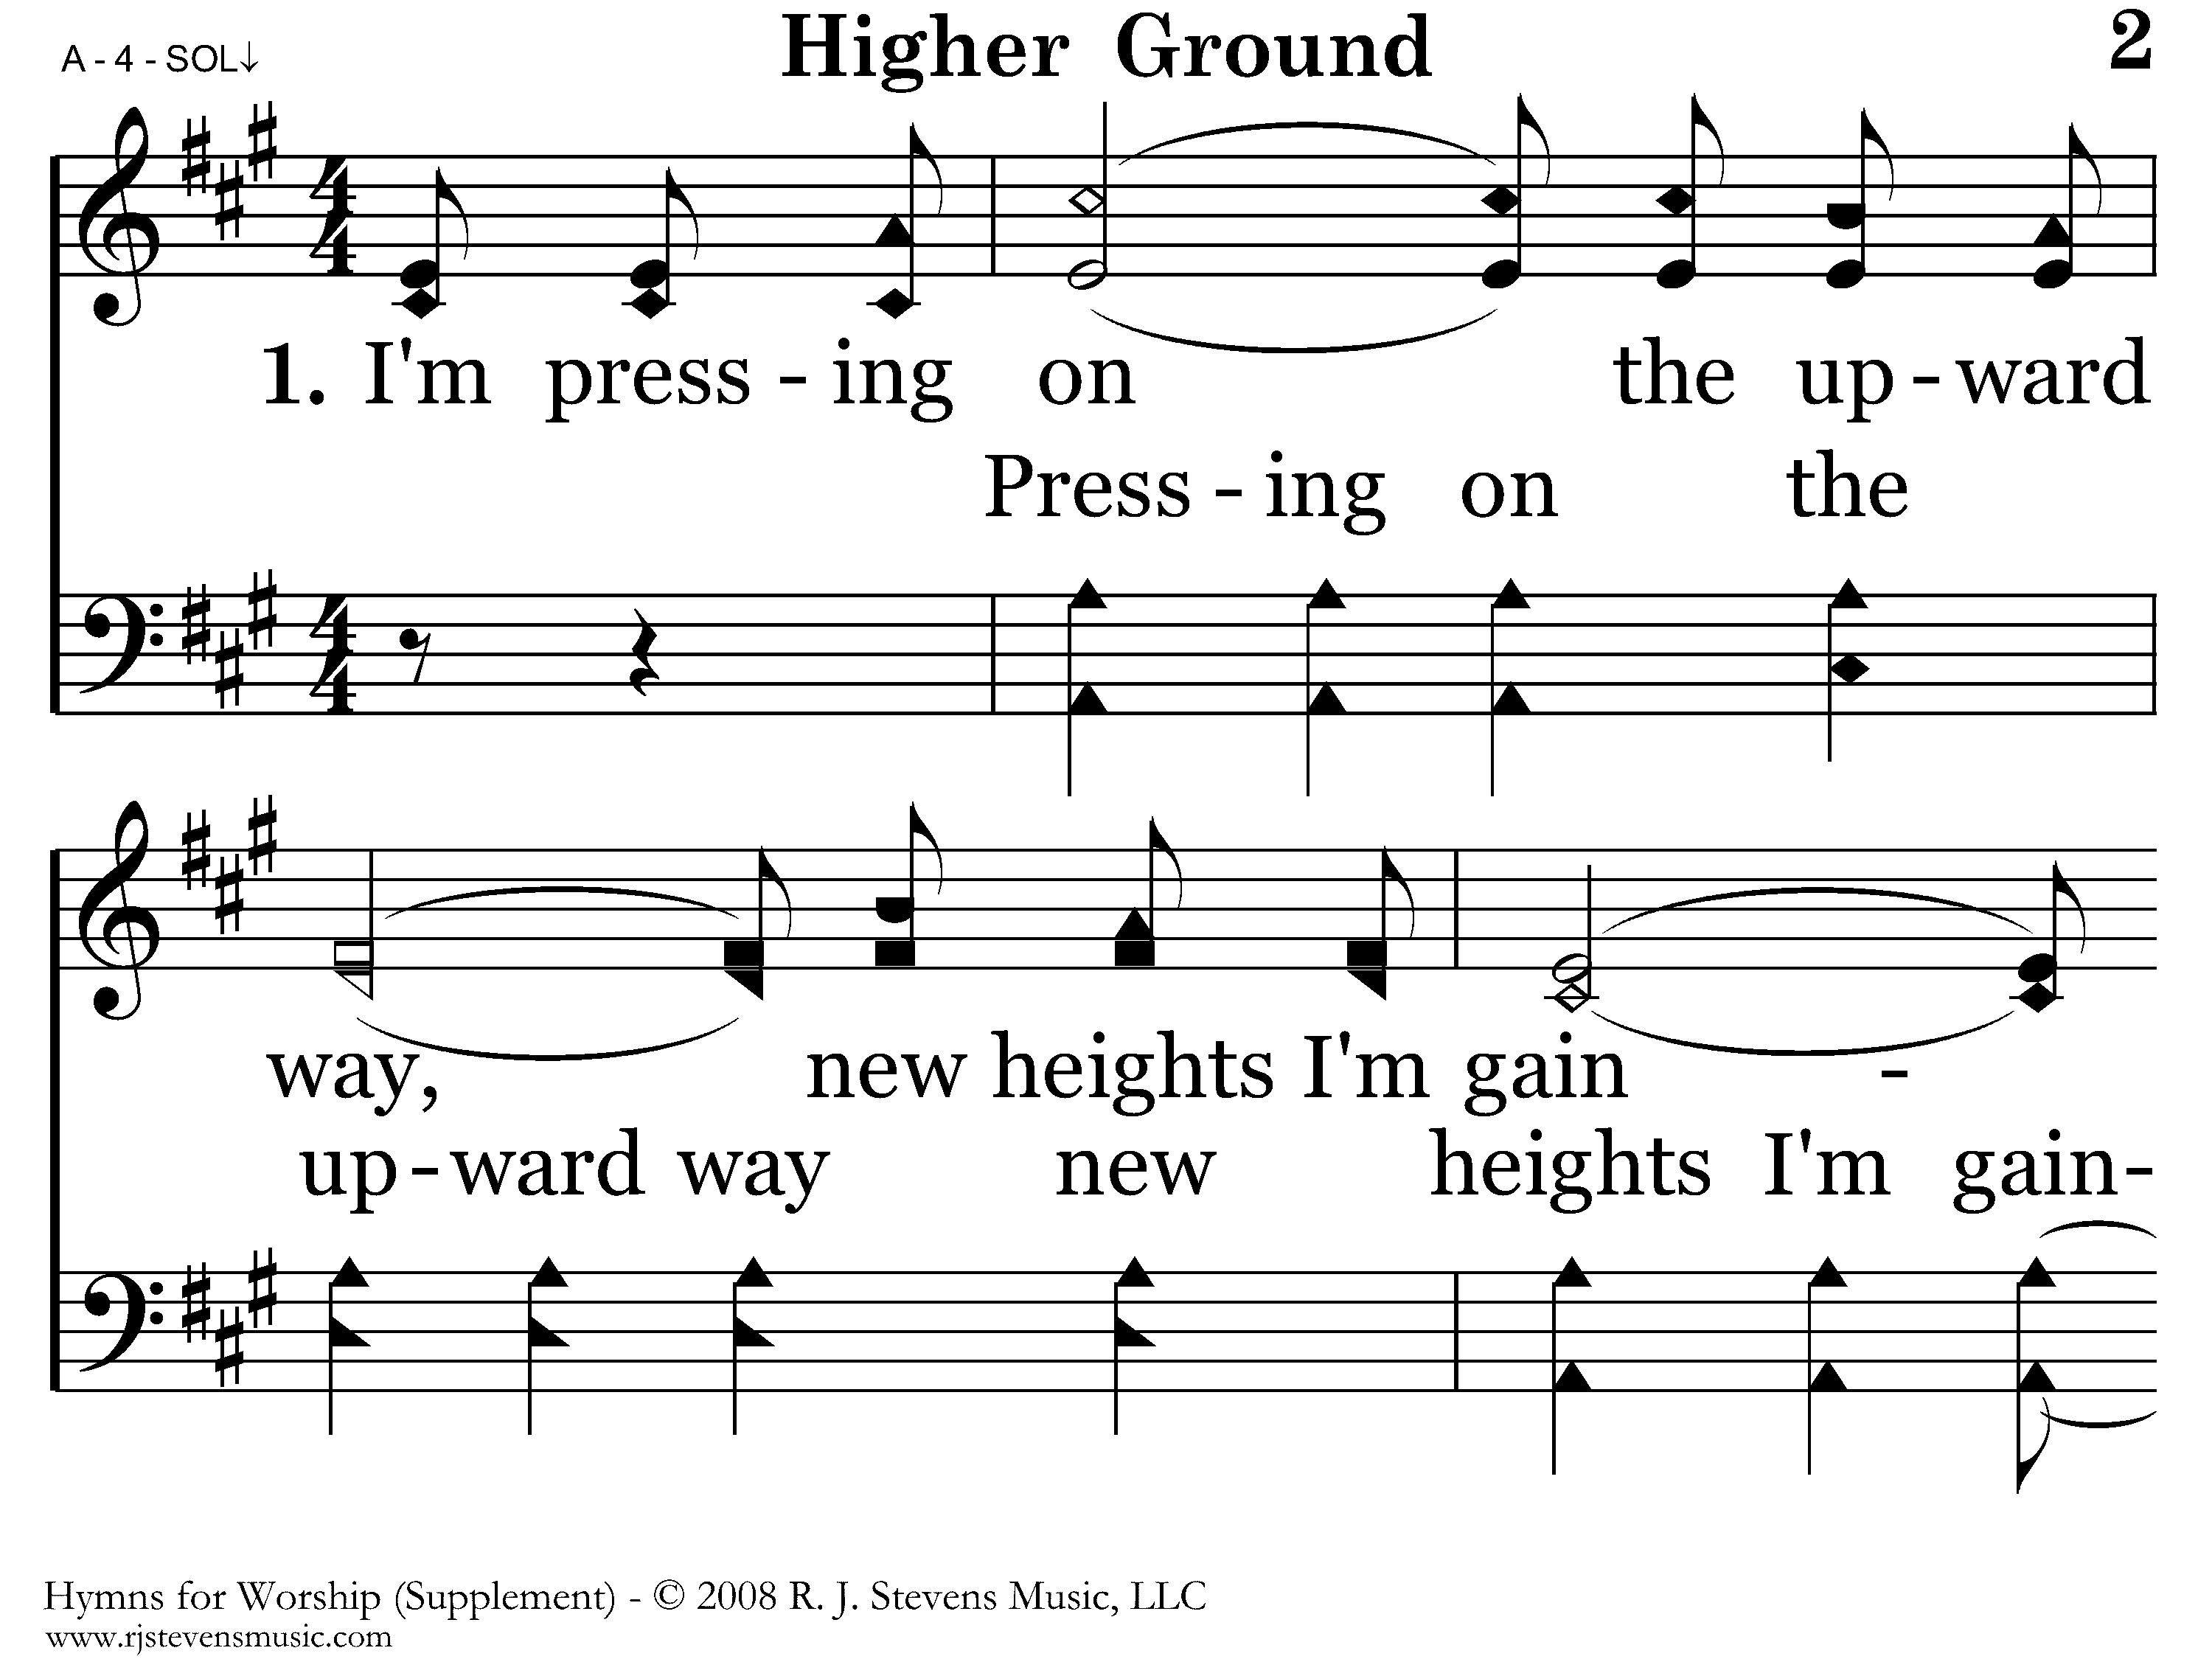 A - 4 - SOL↓
Higher Ground
2
1. I'm press - ing on the up - ward
Press - ing on the
way, new heights I'm gain -
up - ward way new heights I'm gain-
Hymns for Worship (Supplement) - © 2008 R. J. Stevens Music, LLC
www.rjstevensmusic.com